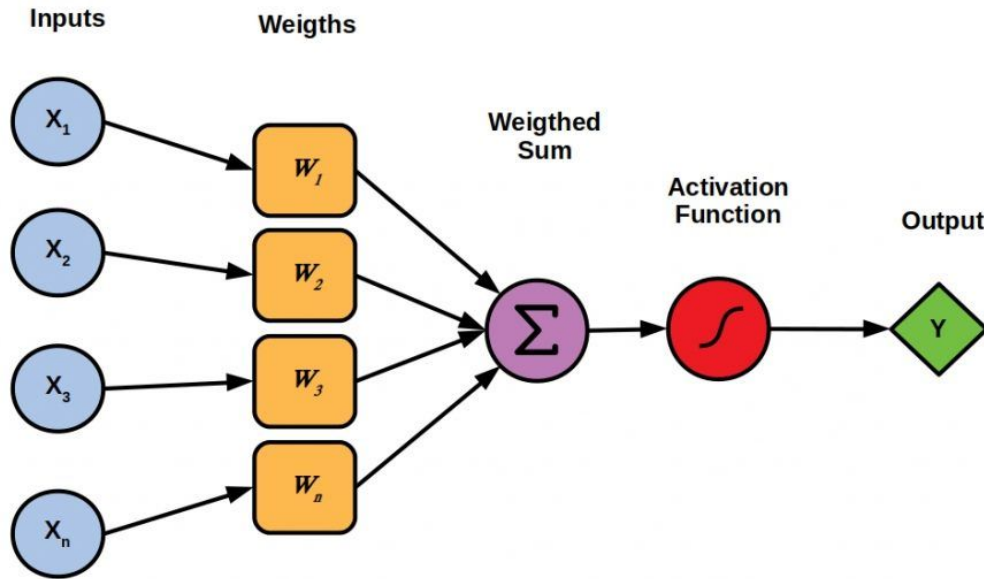 Inputs
Weigths
Weigthed
Sum
Activation
Function
Output
X1
X2
X3
Xn
W1
W2
W3
Wn
Σ
Y